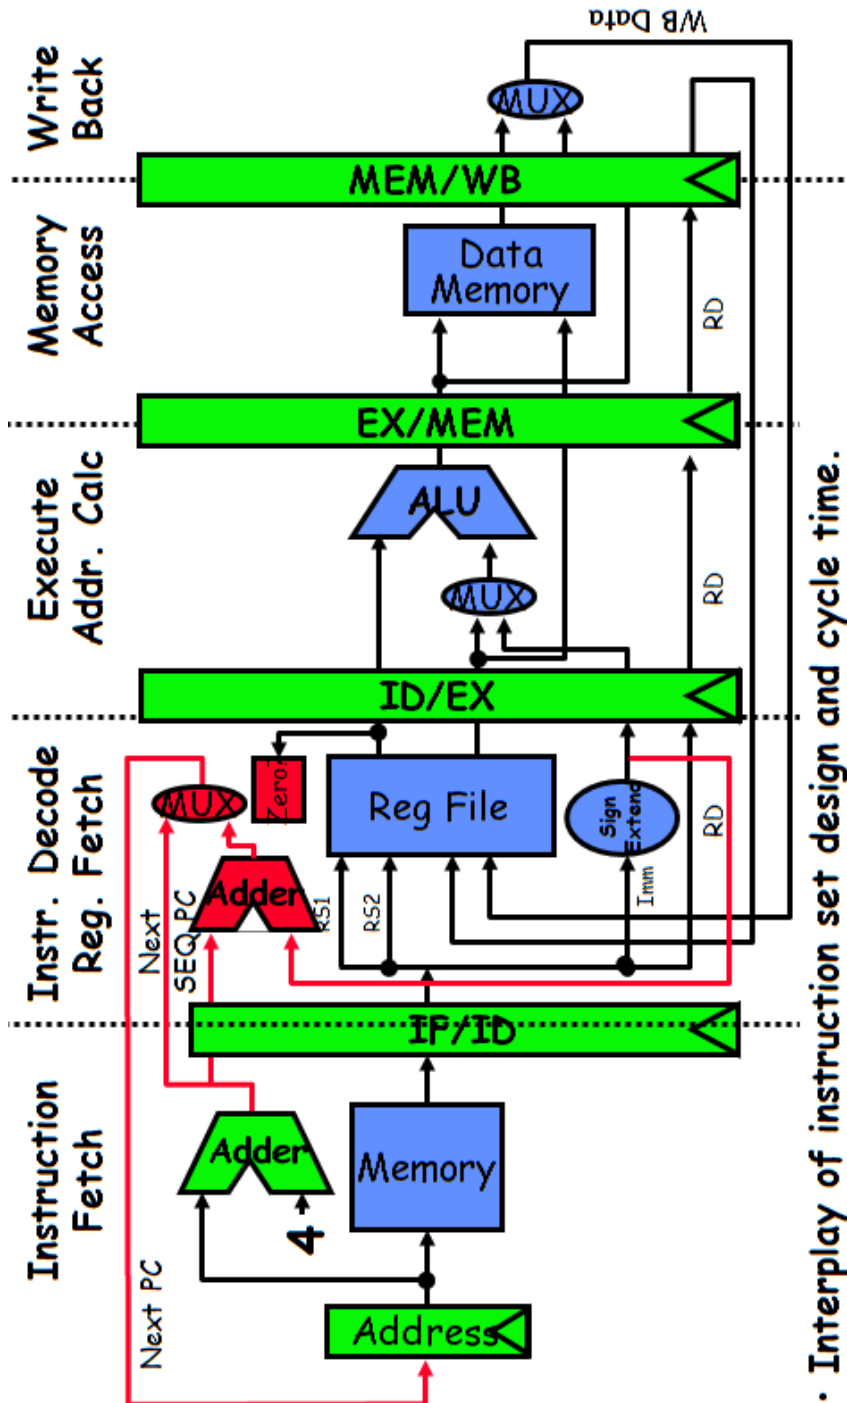 WB Data
Write
Back
MUX
MEM/WB
Memory
Access
Data
Memory
RD
EX/MEM
Execute
Addr. Calc
ALU
MUX
RD
ID/EX
Instr. Decode
Reg. Fetch
MUX
Zero?
Reg File
Sign
Extend
RD
Next
SEQ PC
Adder
RS1
RS2
Imm
IF/ID
Instruction
Fetch
Adder
4
Memory
Next PC
Address
· Interplay of instruction set design and cycle time.